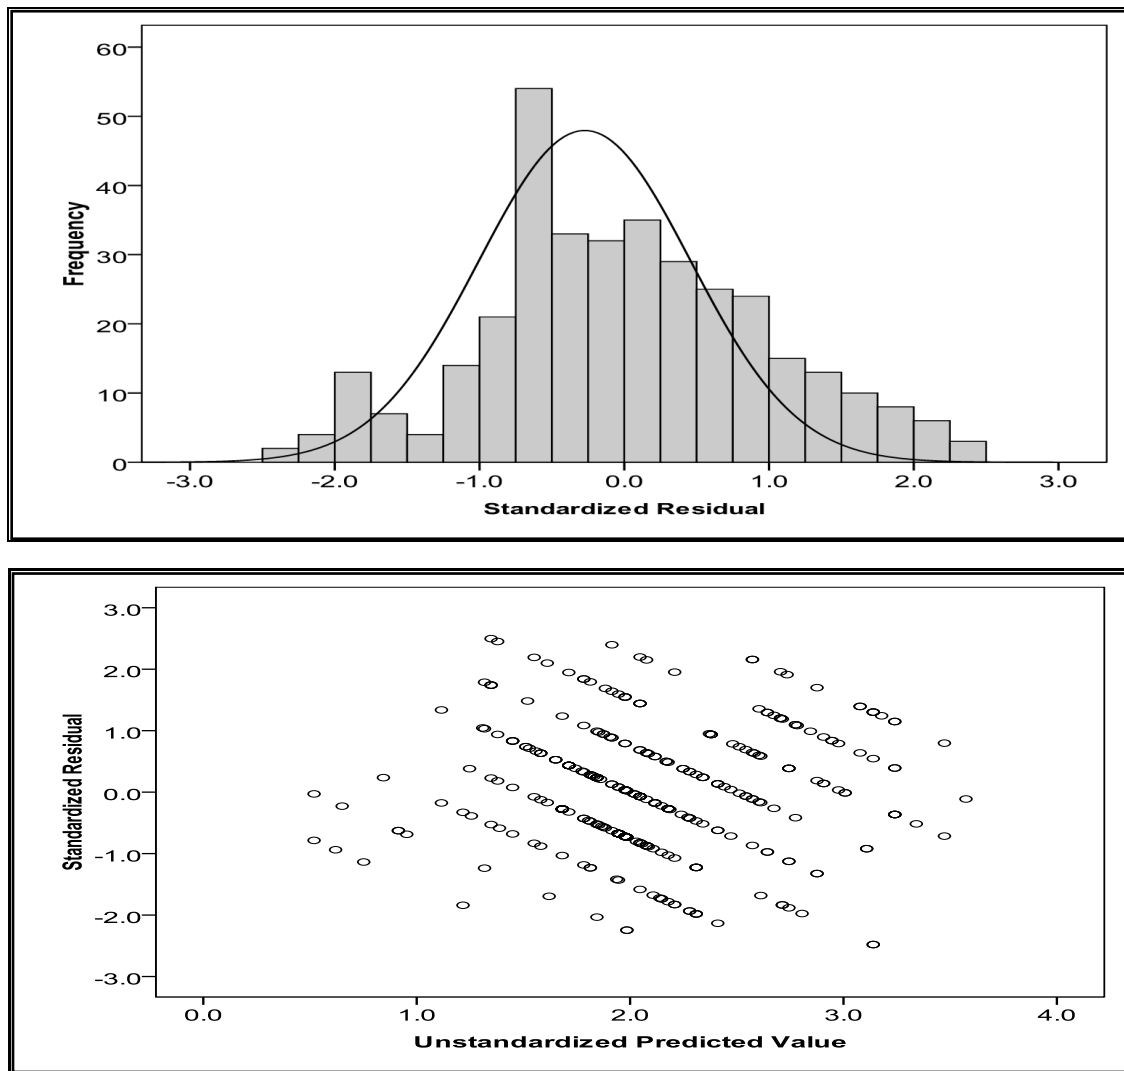 60
50
40
30
20
10
0
Frequency
-3.0 -2.0 -1.0 0.0 1.0 2.0 3.0
Standardized Residual
3.0
2.0
1.0
0.0
-1.0
-2.0
-3.0
Standardized Residual
0.0 1.0 2.0 3.0 4.0
Unstandardized Predicted Value